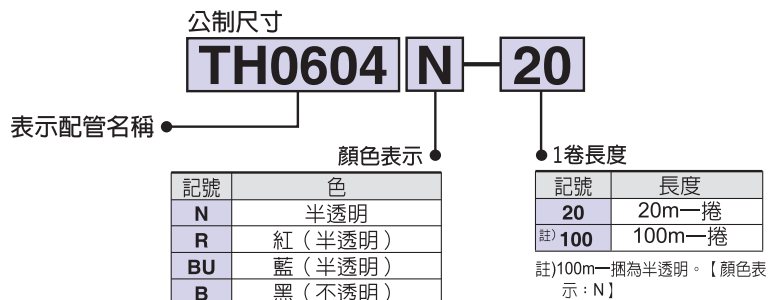 公制尺寸
TH0604 N-20
表示配管名稱
顏色表示
1卷長度
記號 色
N 半透明
R 紅（半透明）
BU 藍（半透明）
B 黑（不透明）
記號 長度
20 20m一捲
註) 100 100m一捲
註)100m一捆為半透明。【顏色表
示：N】